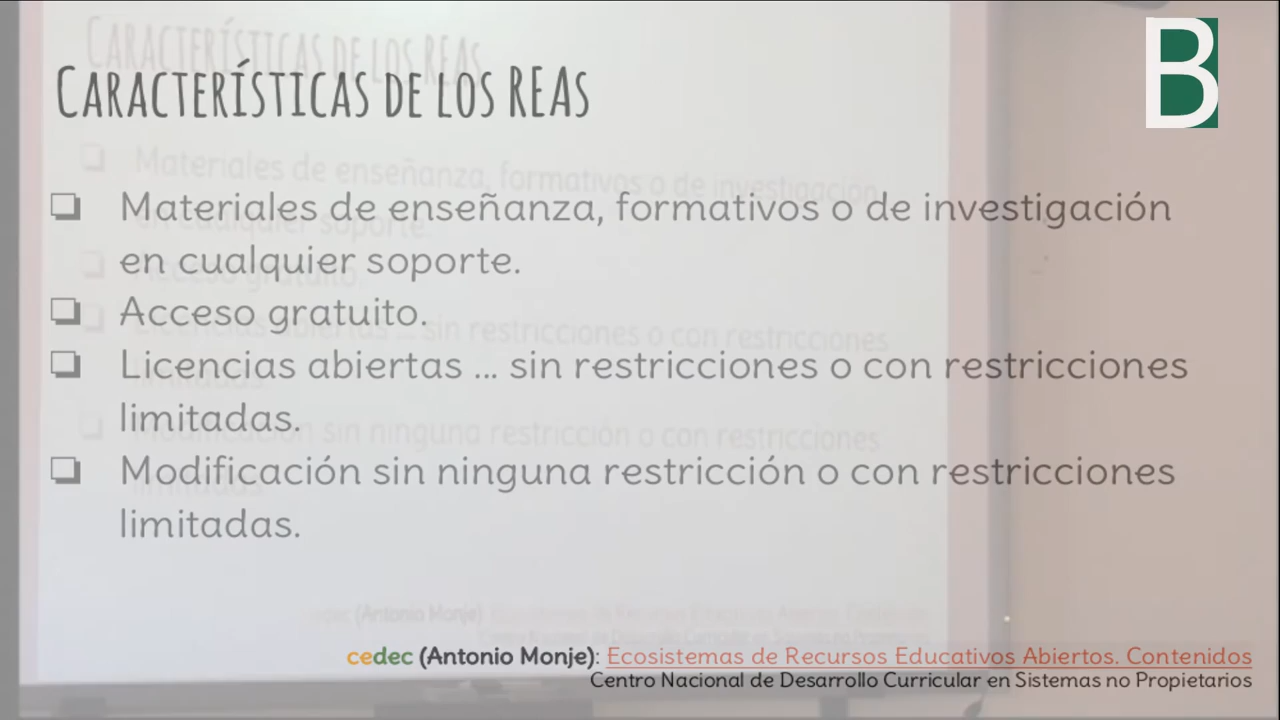 Características de los REAs
B
❏ Materiales de enseñanza, formativos o de investigación
en cualquier soporte.
❏ Acceso gratuito.
❏ Licencias abiertas ... sin restricciones o con restricciones
limitadas.
❏ Modificación sin ninguna restricción o con restricciones
limitadas.
cedec (Antonio Monje): Ecosistemas de Recursos Educativos Abiertos. Contenidos
Centro Nacional de Desarrollo Curricular en Sistemas no Propietarios